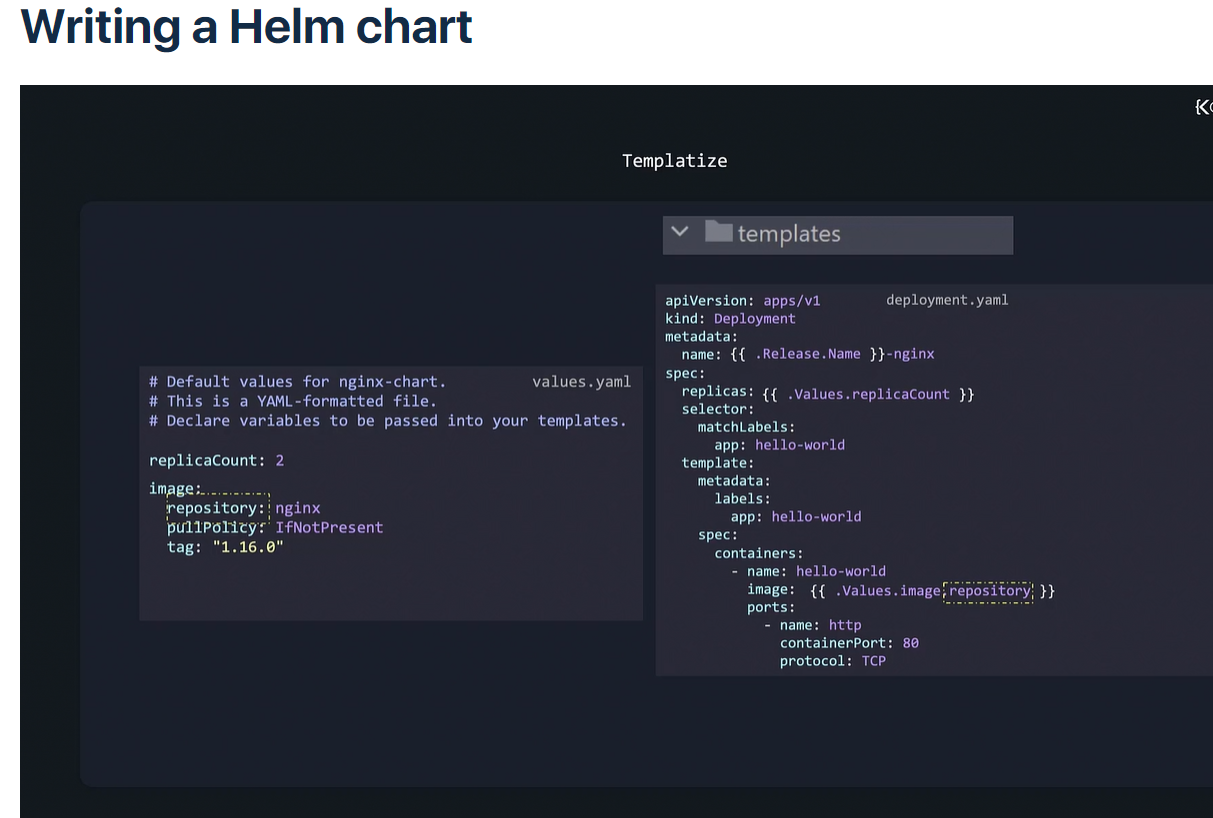 Writing a Helm chart
Templatize
templates
# Default values for nginx-chart. values.yaml
# This is a YAML-formatted file.
# Declare variables to be passed into your templates.
replicaCount: 2
image:
  repository: nginx
  pullPolicy: IfNotPresent
  tag: "1.16.0"
apiVersion: apps/v1 deployment.yaml
kind: Deployment
metadata:
  name: {{ .Release.Name }}-nginx
spec:
  replicas: {{ .Values.replicaCount }}
  selector:
    matchLabels:
      app: hello-world
  template:
    metadata:
      labels:
        app: hello-world
    spec:
      containers:
        - name: hello-world
          image: {{ .Values.image.repository }}
          ports:
            - name: http
              containerPort: 80
              protocol: TCP